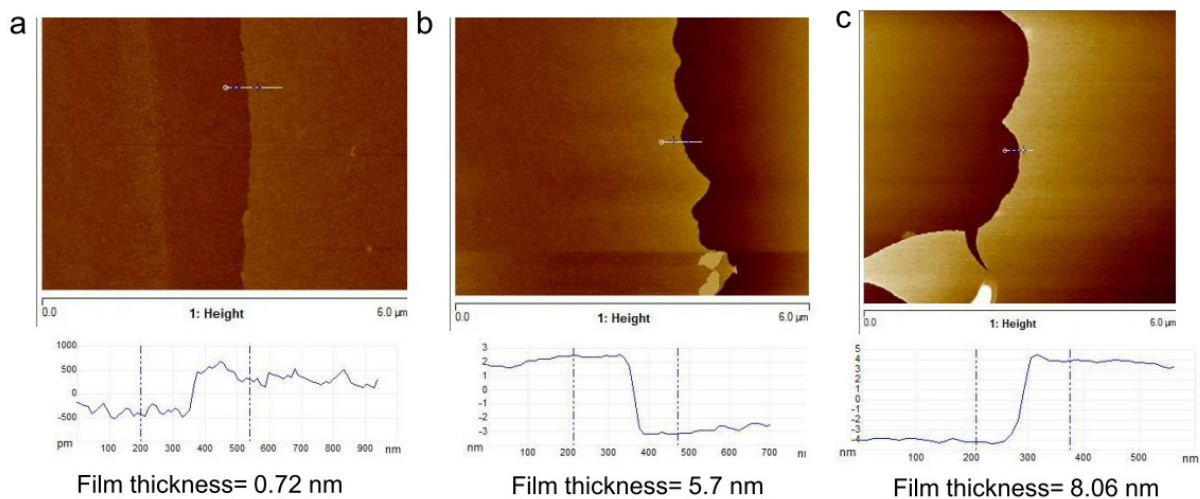 a
0.0 1: Height 6.0 µm
1000
500
0
-500
pm 100 200 300 400 500 600 700 800 900 nm
Film thickness= 0.72 nm
b
0.0 1: Height 6.0 µm
3
2
1
0
-1
-2
-3
nm 100 200 300 400 500 600 700 nm
Film thickness= 5.7 nm
c
0.0 1: Height 6.0 µm
5
4
3
2
1
0
-1
-2
-3
-4
nm 100 200 300 400 500 nm
Film thickness= 8.06 nm